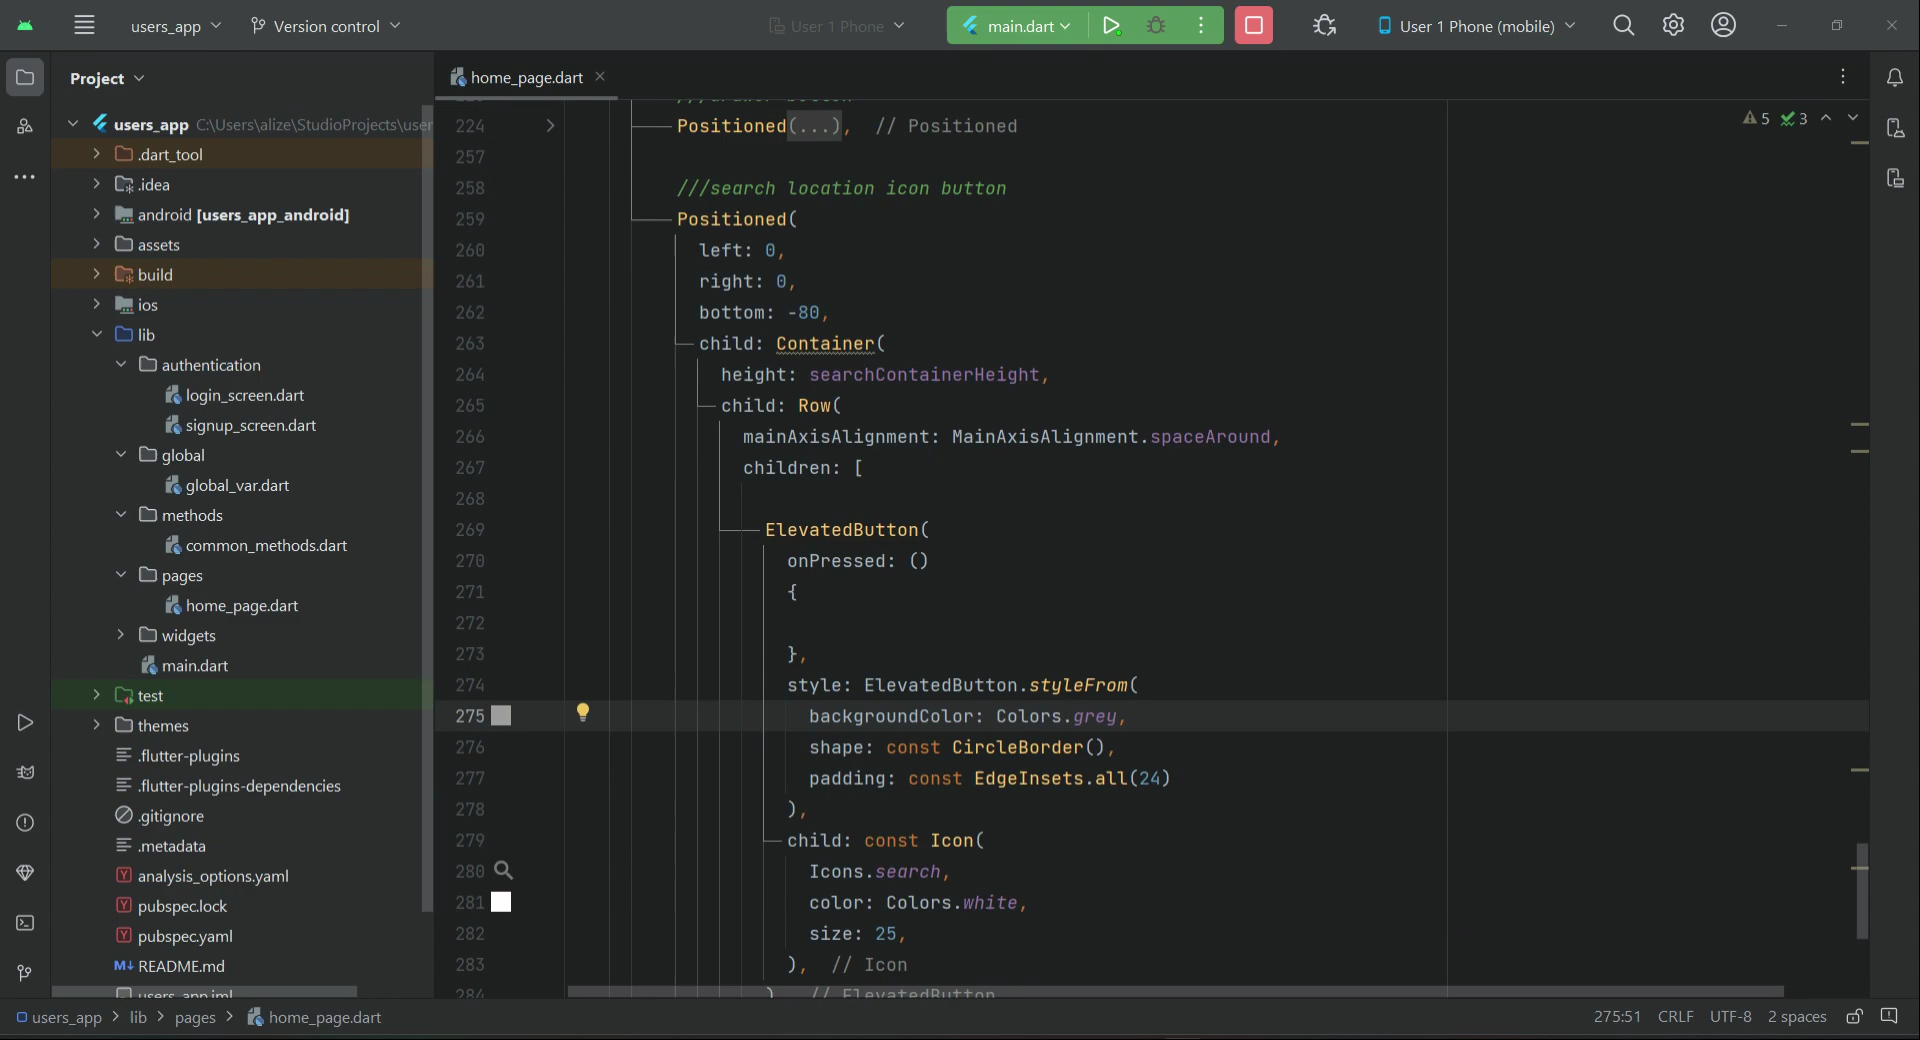 users_app
Version control
User 1 Phone
main.dart
User 1 Phone (mobile)
Project
home_page.dart
users_app C:\Users\alize\StudioProjects\user
.dart_tool
.idea
android [users_app_android]
assets
build
ios
lib
authentication
login_screen.dart
signup_screen.dart
global
global_var.dart
methods
common_methods.dart
pages
home_page.dart
widgets
main.dart
test
themes
.flutter-plugins
.flutter-plugins-dependencies
.gitignore
.metadata
analysis_options.yaml
pubspec.lock
pubspec.yaml
M↓ README.md
users_app.iml
5 3
224 Positioned(...), // Positioned
257
258 ///search location icon button
259 Positioned(
260 left: 0,
261 right: 0,
262 bottom: -80,
263 child: Container(
264 height: searchContainerHeight,
265 child: Row(
266 mainAxisAlignment: MainAxisAlignment.spaceAround,
267 children: [
268
269 ElevatedButton(
270 onPressed: ()
271 {
272
273 },
274 style: ElevatedButton.styleFrom(
275 backgroundColor: Colors.grey,
276 shape: const CircleBorder(),
277 padding: const EdgeInsets.all(24)
278 ),
279 child: const Icon(
280 Icons.search,
281 color: Colors.white,
282 size: 25,
283 ), // Icon
284 ) // ElevatedButton
users_app > lib > pages > home_page.dart
275:51 CRLF UTF-8 2 spaces